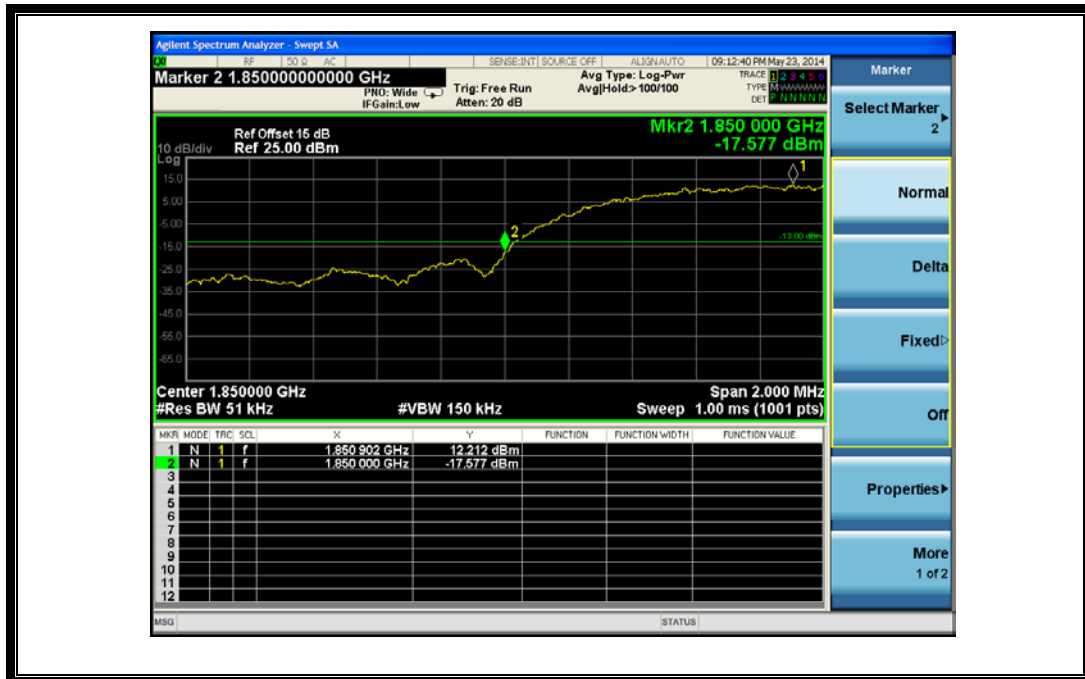 Agilent Spectrum Analyzer - Swept SA
RF 50 Ω AC SENSE:INT SOURCE OFF ALIGN AUTO 09:12:40 PM May 23, 2014
Marker 2 1.850000000000 GHz
PNO: Wide
IFGain:Low
Trig: Free Run
Atten: 20 dB
Avg Type: Log-Pwr
Avg|Hold:> 100/100
TRACE 1 2 3 4 5 6
TYPE M
DET P N N N N N
Mkr2 1.850 000 GHz
-17.577 dBm
Ref Offset 15 dB
10 dB/div Ref 25.00 dBm
Log
15.0
5.00
-5.00
-15.0
-25.0
-35.0
-45.0
-55.0
-65.0
1
2
-13.00 dBm
Center 1.850000 GHz Span 2.000 MHz
#Res BW 51 kHz #VBW 150 kHz Sweep 1.00 ms (1001 pts)
MKR MODE TRC SCL X Y FUNCTION FUNCTION WIDTH FUNCTION VALUE
1 N 1 f 1.850 902 GHz 12.212 dBm
2 N 1 f 1.850 000 GHz -17.577 dBm
3
4
5
6
7
8
9
10
11
12
MSG STATUS
Marker
Select Marker
2
Normal
Delta
Fixed
Off
Properties
More
1 of 2